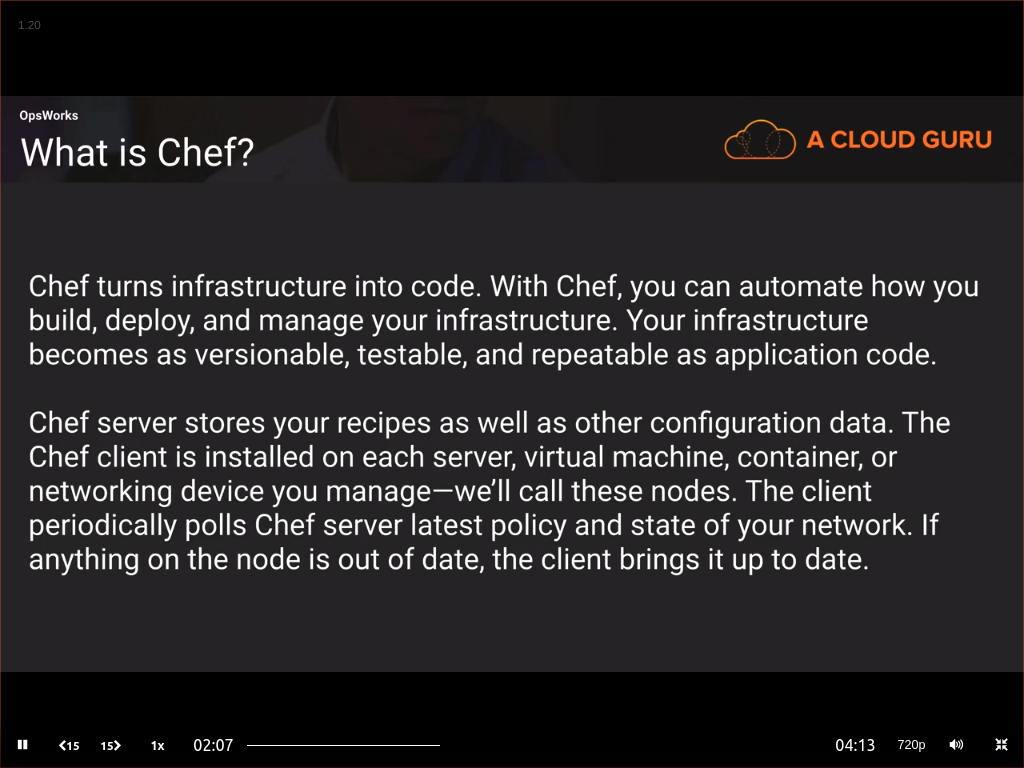 1.20
OpsWorks
What is Chef?
A CLOUD GURU
Chef turns infrastructure into code. With Chef, you can automate how you
build, deploy, and manage your infrastructure. Your infrastructure
becomes as versionable, testable, and repeatable as application code.
Chef server stores your recipes as well as other configuration data. The
Chef client is installed on each server, virtual machine, container, or
networking device you manage—we’ll call these nodes. The client
periodically polls Chef server latest policy and state of your network. If
anything on the node is out of date, the client brings it up to date.
15 15 1x 02:07 04:13 720p